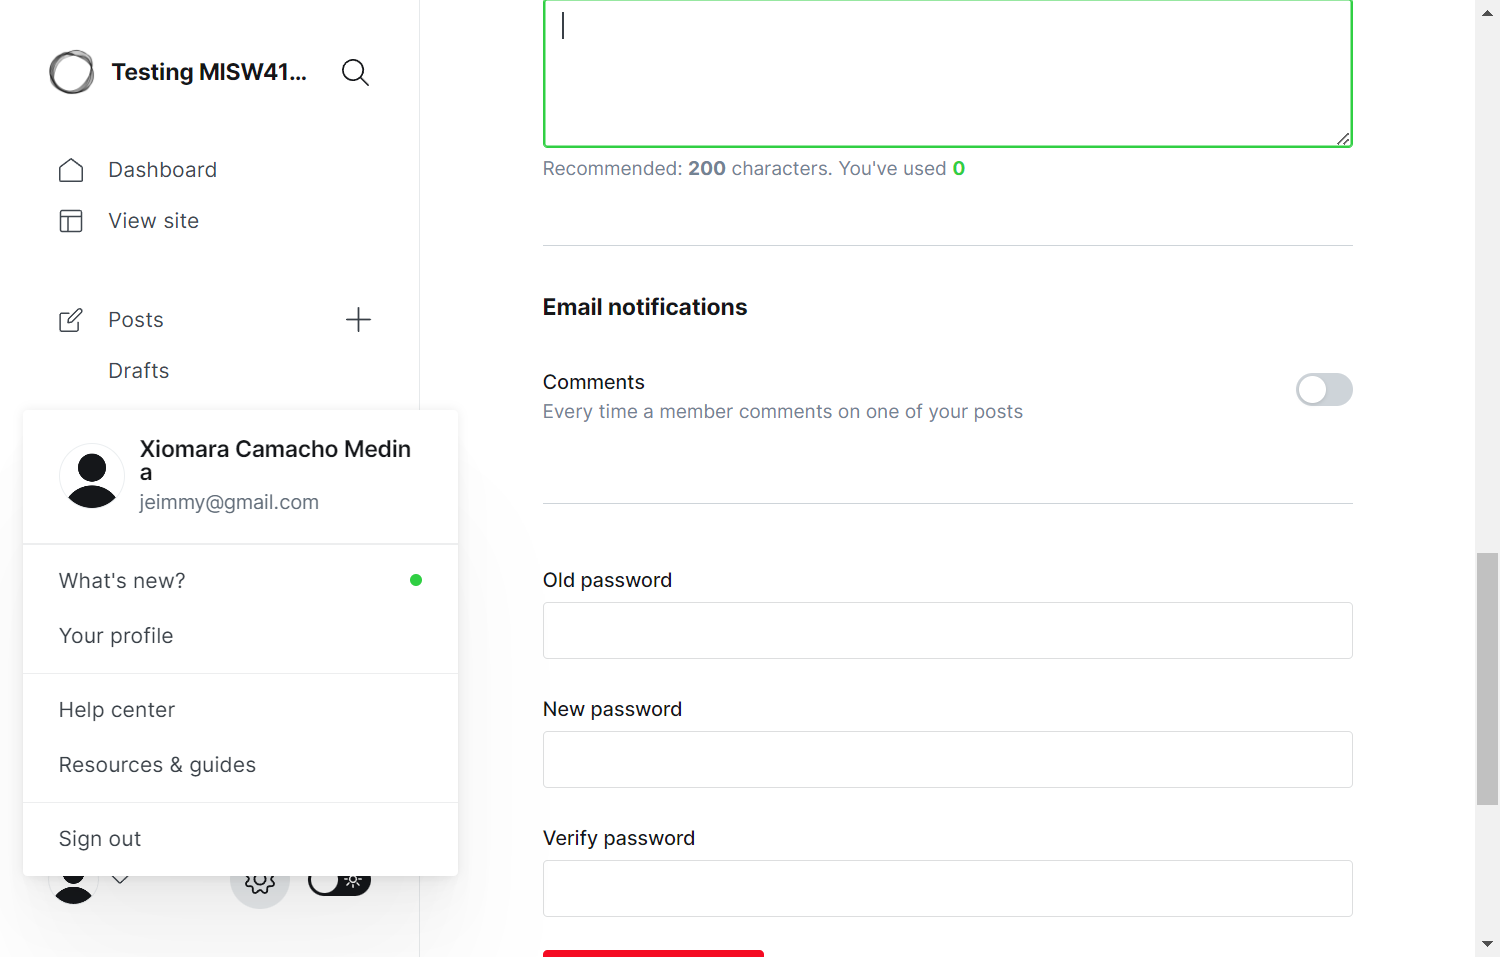 Testing MISW41...
Dashboard
View site
Posts
Drafts
Xiomara Camacho Medin
a
jeimmy@gmail.com
What's new?
Your profile
Help center
Resources & guides
Sign out
Recommended: 200 characters. You've used 0
Email notifications
Comments
Every time a member comments on one of your posts
Old password
New password
Verify password